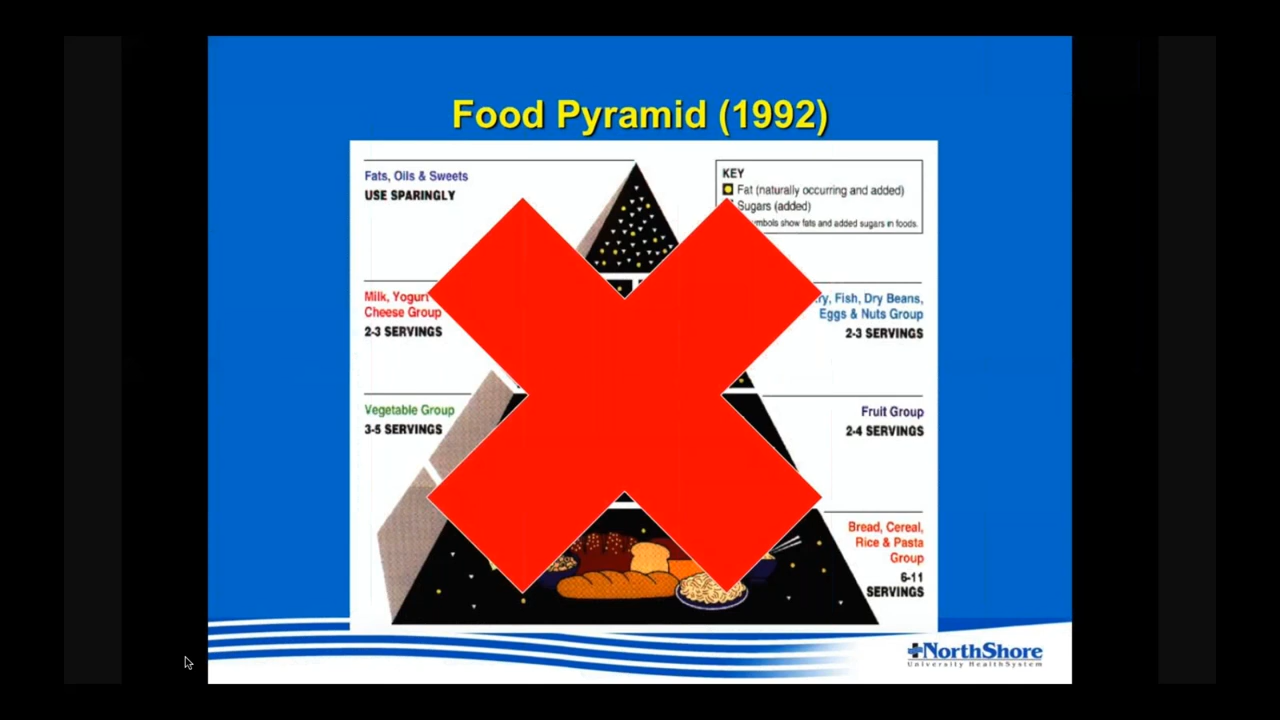 Food Pyramid (1992)
Fats, Oils & Sweets
USE SPARINGLY
KEY
Fat (naturally occurring and added)
Sugars (added)
show fats and added sugars in foods.
Milk, Yogurt
Cheese Group
2-3 SERVINGS
Fish, Dry Beans,
Eggs & Nuts Group
2-3 SERVINGS
Vegetable Group
3-5 SERVINGS
Fruit Group
2-4 SERVINGS
Bread, Cereal,
Rice & Pasta
Group
6-11
SERVINGS
NorthShore
University HealthSystem